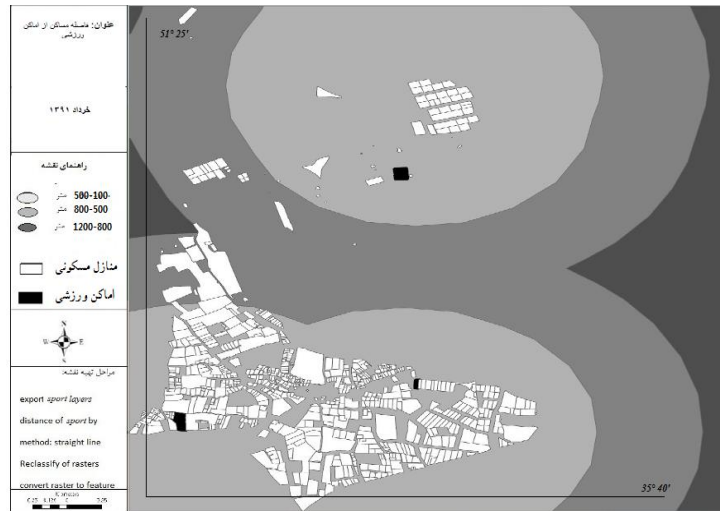 عنوان: فاصله مساکن از اماکن
ورزشی
خرداد ۱۳۹۱
راهنمای نقشه
500-100 متر
800-500 متر
1200-800 متر
منازل مسکونی
اماکن ورزشی
N
W E
S
مراحل تهیه نقشه:
export sport layers
distance of sport by
method: straight line
Reclassify of rasters
convert raster to feature
51° 25'
35° 40'